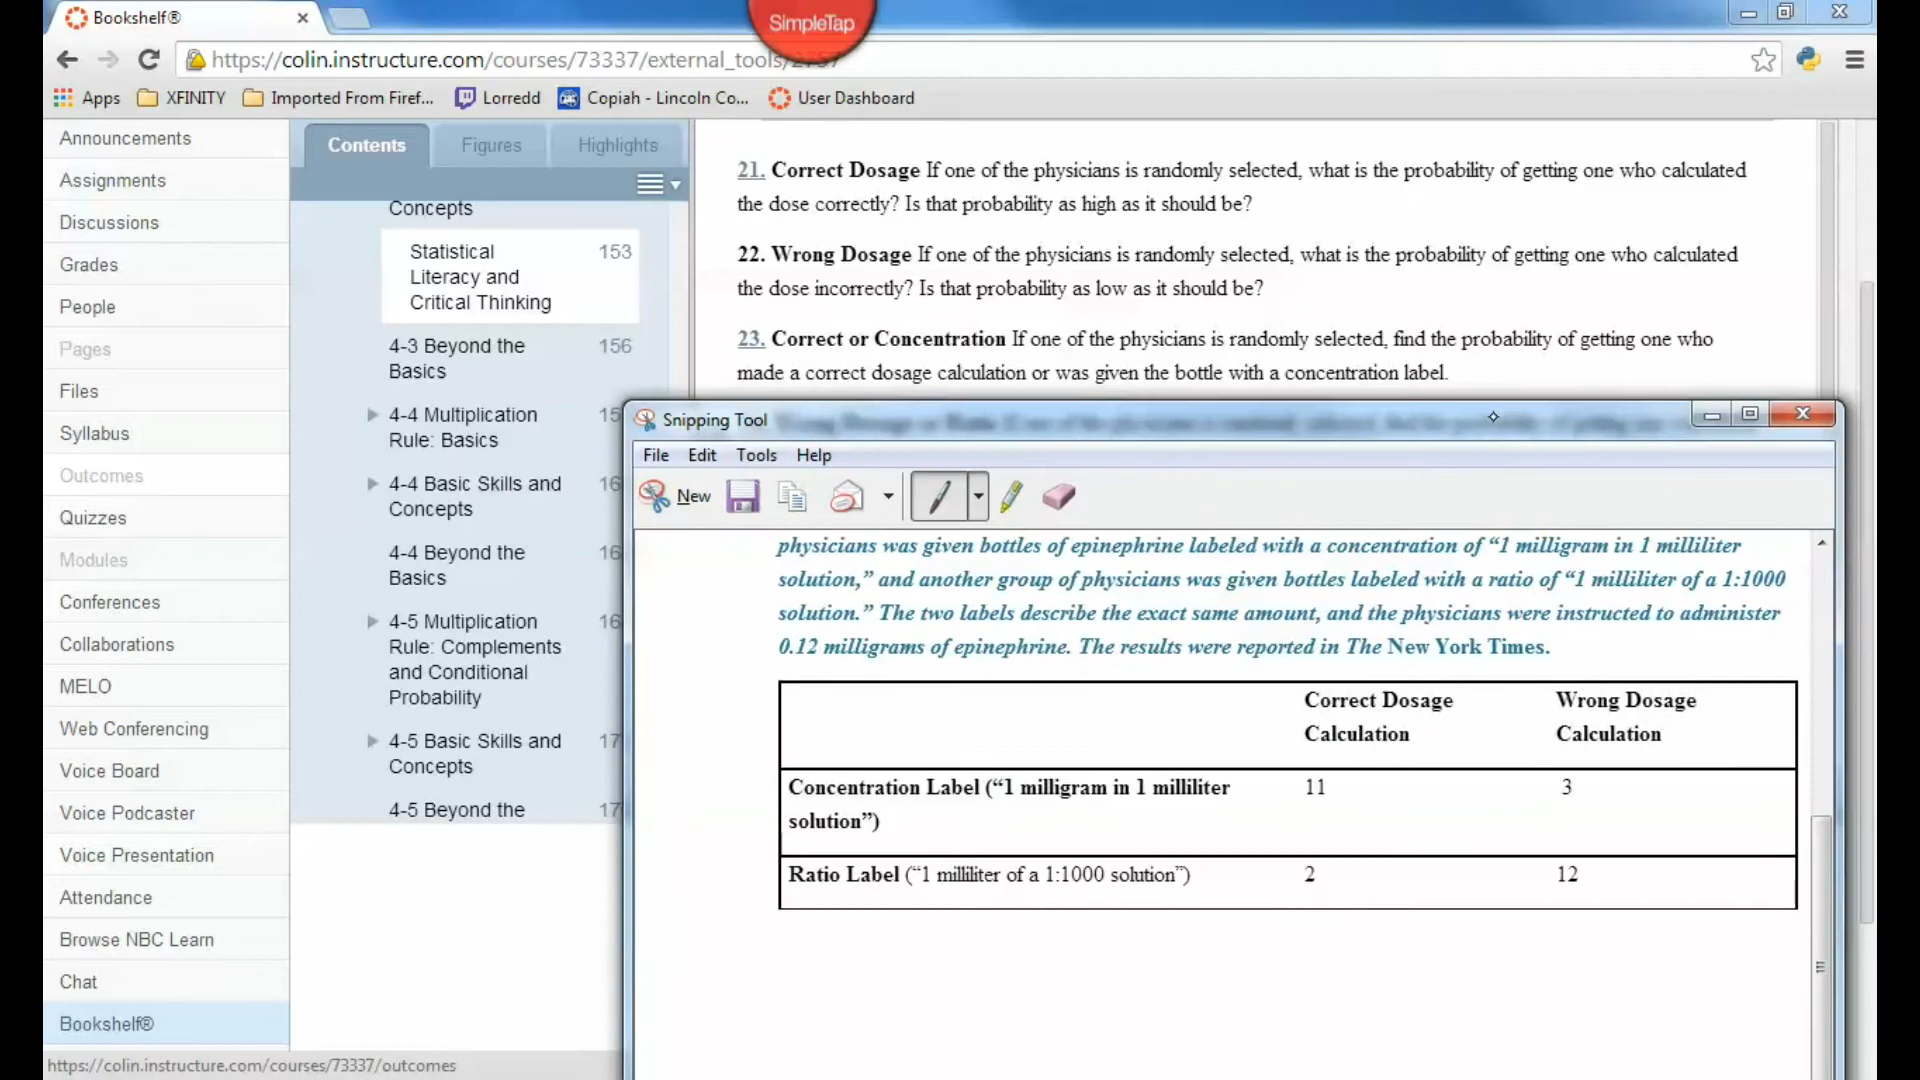 Bookshelf®
SimpleTap
https://colin.instructure.com/courses/73337/external_tools/2757
Apps XFINITY Imported From Firef... Lorredd Copiah - Lincoln Co... User Dashboard
Announcements
Assignments
Discussions
Grades
People
Pages
Files
Syllabus
Outcomes
Quizzes
Modules
Conferences
Collaborations
MELO
Web Conferencing
Voice Board
Voice Podcaster
Voice Presentation
Attendance
Browse NBC Learn
Chat
Bookshelf®
https://colin.instructure.com/courses/73337/outcomes
Contents Figures Highlights
Concepts
Statistical 153
Literacy and
Critical Thinking
4-3 Beyond the 156
Basics
4-4 Multiplication 15
Rule: Basics
4-4 Basic Skills and 16
Concepts
4-4 Beyond the 16
Basics
4-5 Multiplication 16
Rule: Complements
and Conditional
Probability
4-5 Basic Skills and 17
Concepts
4-5 Beyond the 17
21. Correct Dosage If one of the physicians is randomly selected, what is the probability of getting one who calculated
the dose correctly? Is that probability as high as it should be?
22. Wrong Dosage If one of the physicians is randomly selected, what is the probability of getting one who calculated
the dose incorrectly? Is that probability as low as it should be?
23. Correct or Concentration If one of the physicians is randomly selected, find the probability of getting one who
made a correct dosage calculation or was given the bottle with a concentration label.
Snipping Tool
File Edit Tools Help
New
physicians was given bottles of epinephrine labeled with a concentration of “1 milligram in 1 milliliter
solution,” and another group of physicians was given bottles labeled with a ratio of “1 milliliter of a 1:1000
solution.” The two labels describe the exact same amount, and the physicians were instructed to administer
0.12 milligrams of epinephrine. The results were reported in The New York Times.
Correct Dosage Wrong Dosage
Calculation Calculation
Concentration Label (“1 milligram in 1 milliliter 11 3
solution”)
Ratio Label (“1 milliliter of a 1:1000 solution”) 2 12